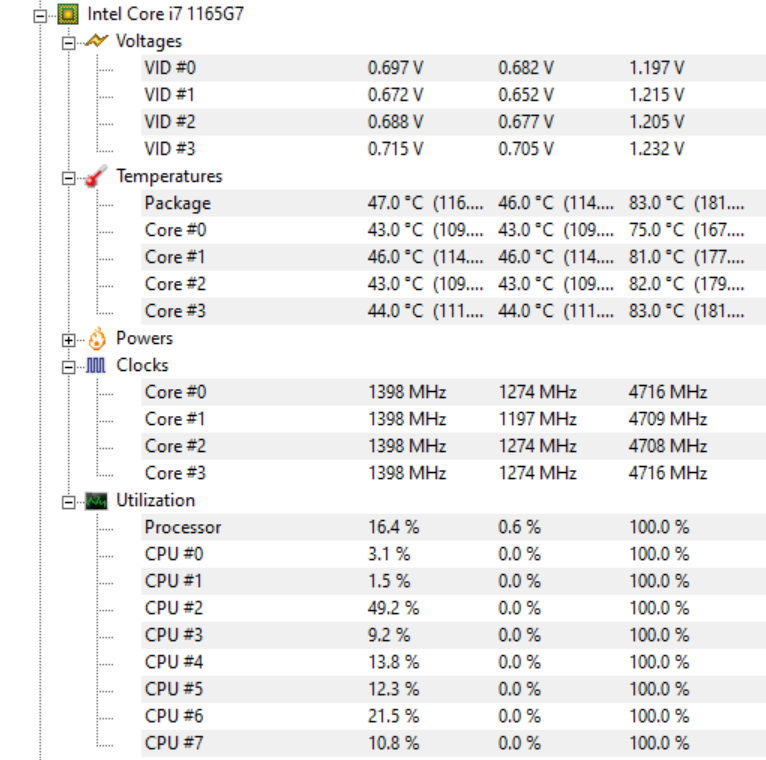 Intel Core i7 1165G7
Voltages
VID #0 0.697 V 0.682 V 1.197 V
VID #1 0.672 V 0.652 V 1.215 V
VID #2 0.688 V 0.677 V 1.205 V
VID #3 0.715 V 0.705 V 1.232 V
Temperatures
Package 47.0 °C (116.... 46.0 °C (114.... 83.0 °C (181....
Core #0 43.0 °C (109.... 43.0 °C (109.... 75.0 °C (167....
Core #1 46.0 °C (114.... 46.0 °C (114.... 81.0 °C (177....
Core #2 43.0 °C (109.... 43.0 °C (109.... 82.0 °C (179....
Core #3 44.0 °C (111.... 44.0 °C (111.... 83.0 °C (181....
Powers
Clocks
Core #0 1398 MHz 1274 MHz 4716 MHz
Core #1 1398 MHz 1197 MHz 4709 MHz
Core #2 1398 MHz 1274 MHz 4708 MHz
Core #3 1398 MHz 1274 MHz 4716 MHz
Utilization
Processor 16.4 % 0.6 % 100.0 %
CPU #0 3.1 % 0.0 % 100.0 %
CPU #1 1.5 % 0.0 % 100.0 %
CPU #2 49.2 % 0.0 % 100.0 %
CPU #3 9.2 % 0.0 % 100.0 %
CPU #4 13.8 % 0.0 % 100.0 %
CPU #5 12.3 % 0.0 % 100.0 %
CPU #6 21.5 % 0.0 % 100.0 %
CPU #7 10.8 % 0.0 % 100.0 %